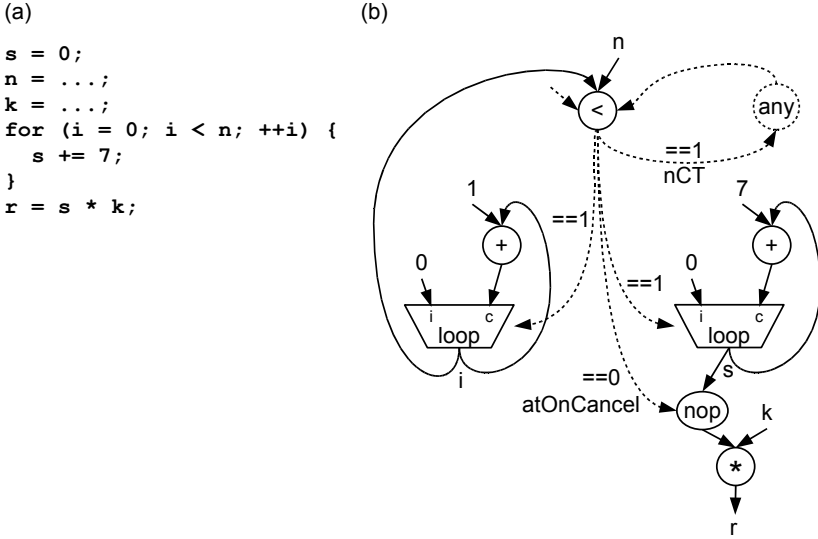 (a)
s = 0;
n = ...;
k = ...;
for (i = 0; i < n; ++i) {
  s += 7;
}
r = s * k;
(b)
n
<
any
==1
nCT
1
+
0
i
c
loop
i
==1
7
+
0
i
c
loop
==1
s
==0
atOnCancel
nop
k
*
r